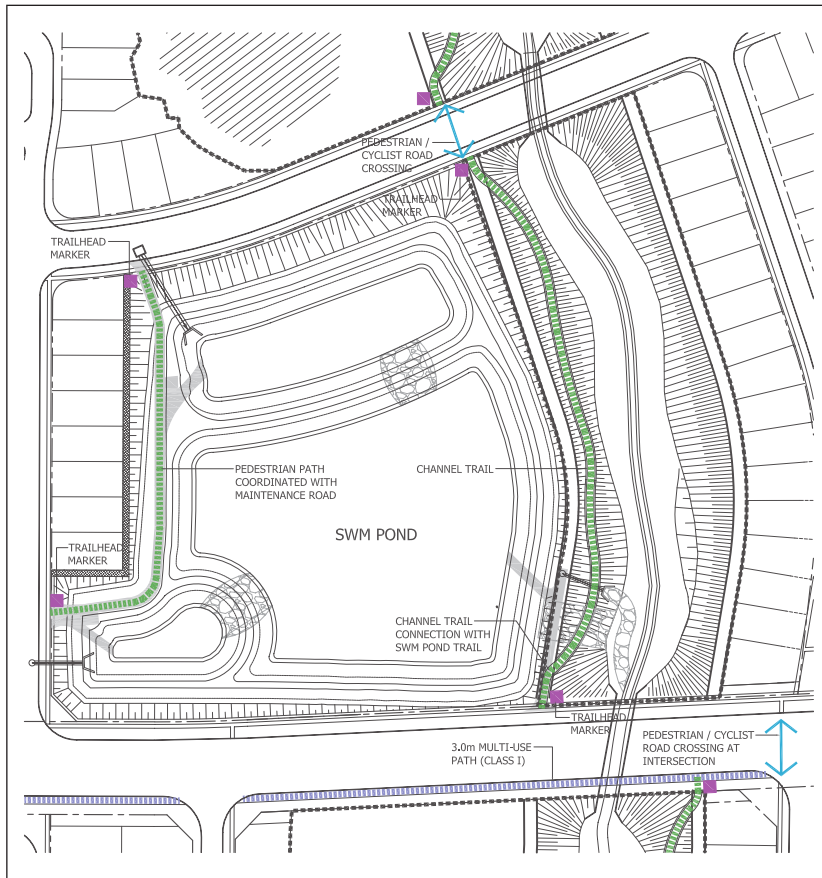 PEDESTRIAN /
CYCLIST ROAD
CROSSING
TRAILHEAD
MARKER
TRAILHEAD
MARKER
PEDESTRIAN PATH
COORDINATED WITH
MAINTENANCE ROAD
CHANNEL TRAIL
SWM POND
TRAILHEAD
MARKER
CHANNEL TRAIL
CONNECTION WITH
SWM POND TRAIL
TRAILHEAD
MARKER
PEDESTRIAN / CYCLIST
ROAD CROSSING AT
INTERSECTION
3.0m MULTI-USE
PATH (CLASS I)